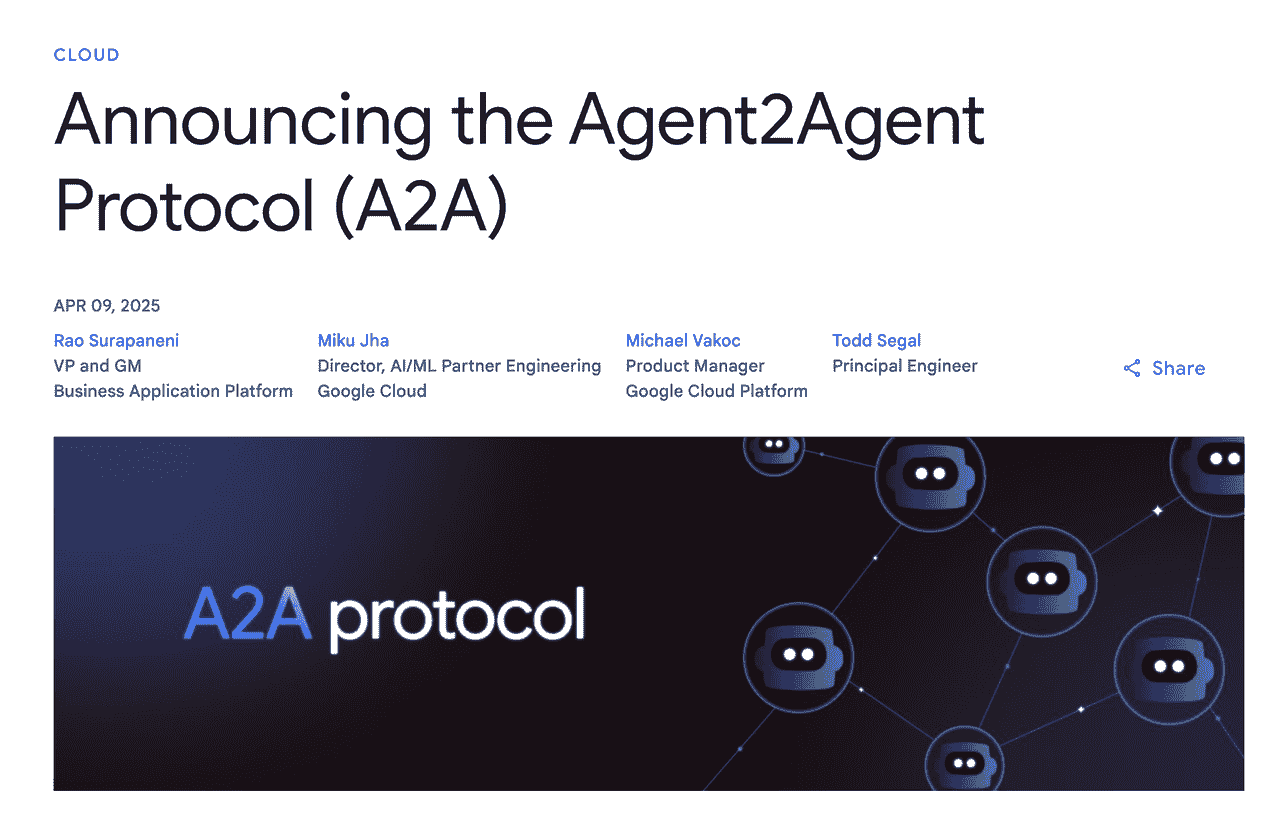 CLOUD
Announcing the Agent2Agent
Protocol (A2A)
APR 09, 2025
Rao Surapaneni
VP and GM
Business Application Platform
Miku Jha
Director, AI/ML Partner Engineering
Google Cloud
Michael Vakoc
Product Manager
Google Cloud Platform
Todd Segal
Principal Engineer
Share
A2A protocol